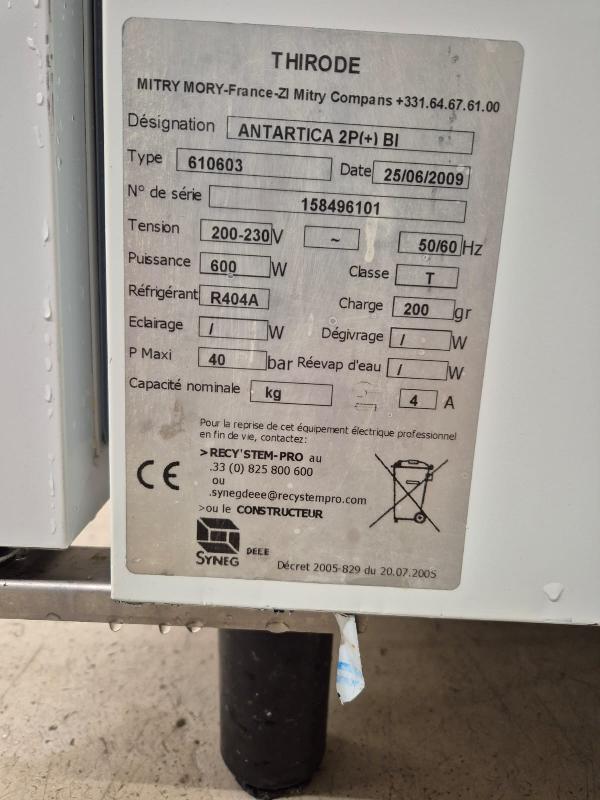 THIRODE
MITRY MORY-France-ZI Mitry Compans +331.64.67.61.00
Désignation ANTARTICA 2P(+) BI
Type 610603 Date 25/06/2009
N° de série 158496101
Tension 200-230 V ~ 50/60 Hz
Puissance 600 W Classe T
Réfrigérant R404A Charge 200 gr
Eclairage / W Dégivrage / W
P Maxi 40 bar Réevap d'eau / W
Capacité nominale kg 4 A
Pour la reprise de cet équipement électrique professionnel
en fin de vie, contactez:
>RECY'STEM-PRO au
.33 (0) 825 800 600
ou
.synegdeee@recystempro.com
>ou le CONSTRUCTEUR
CE
SYNEG DEEE
Décret 2005-829 du 20.07.2005